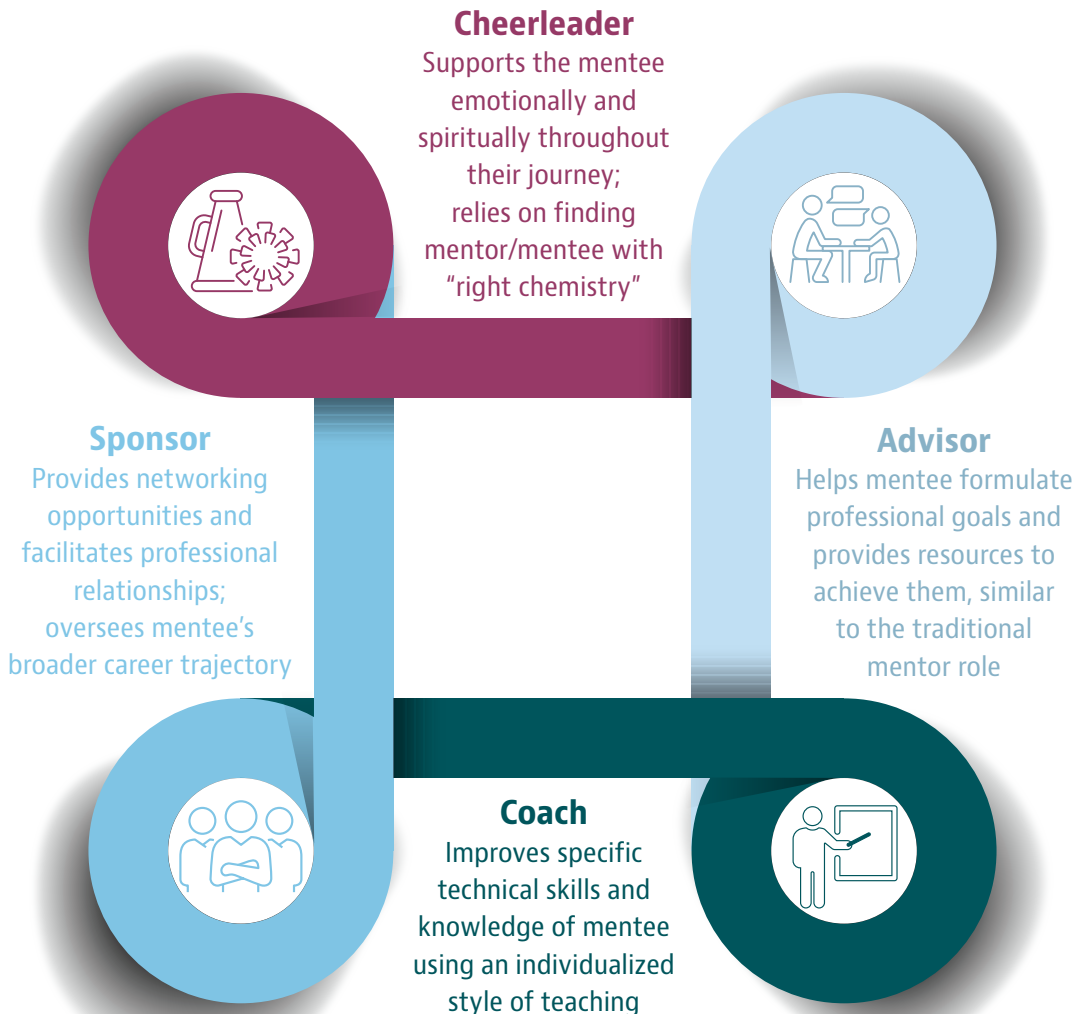 Cheerleader
Supports the mentee
emotionally and
spiritually throughout
their journey;
relies on finding
mentor/mentee with
“right chemistry”
Sponsor
Provides networking
opportunities and
facilitates professional
relationships;
oversees mentee’s
broader career trajectory
Advisor
Helps mentee formulate
professional goals and
provides resources to
achieve them, similar
to the traditional
mentor role
Coach
Improves specific
technical skills and
knowledge of mentee
using an individualized
style of teaching